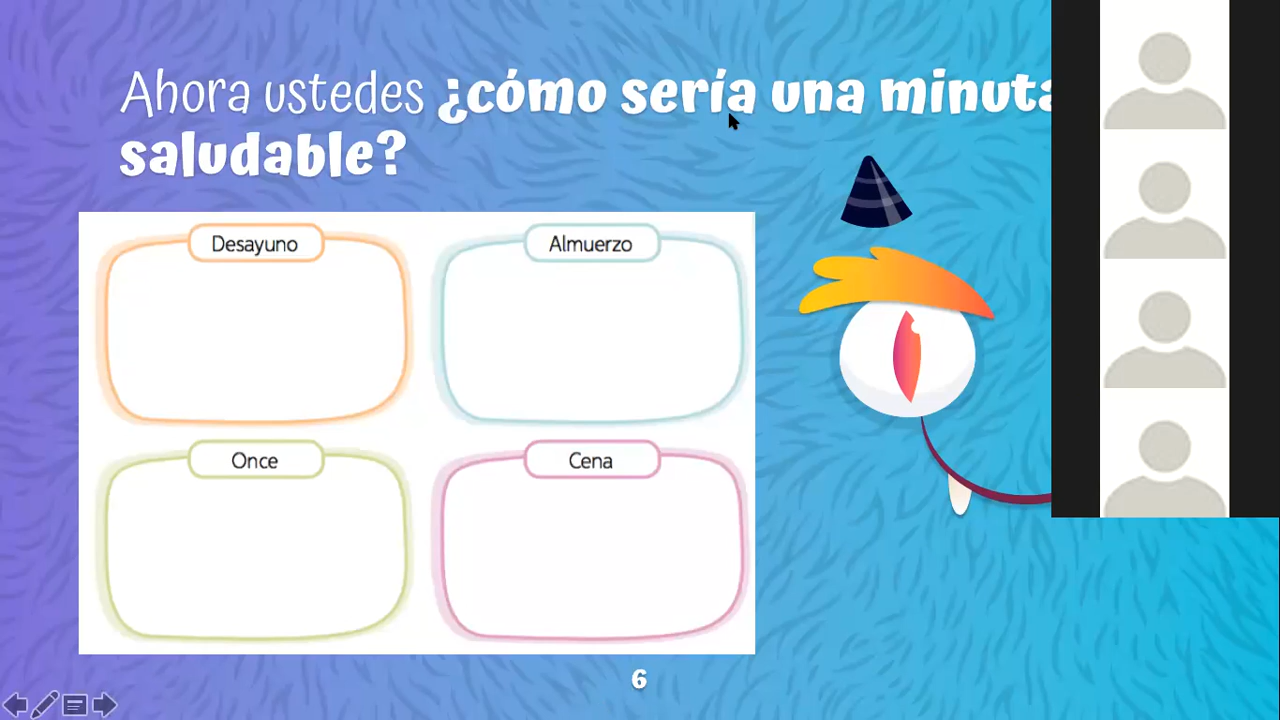 Ahora ustedes ¿cómo sería una minuta
saludable?
Desayuno
Almuerzo
Once
Cena
6